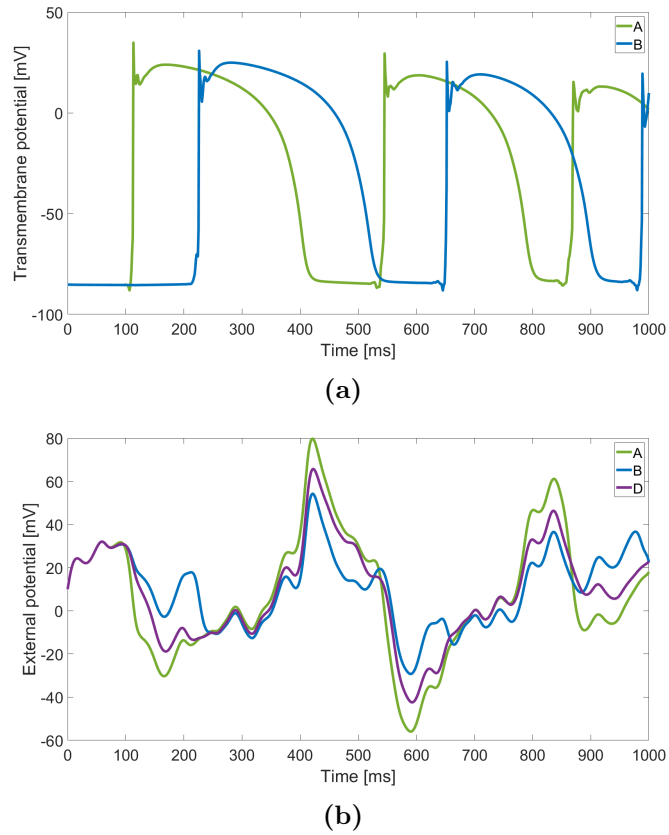 50
0
-50
-100
Transmembrane potential [mV]
A
B
0 100 200 300 400 500 600 700 800 900 1000
Time [ms]
(a)
80
60
40
20
0
-20
-40
-60
External potential [mV]
A
B
D
0 100 200 300 400 500 600 700 800 900 1000
Time [ms]
(b)